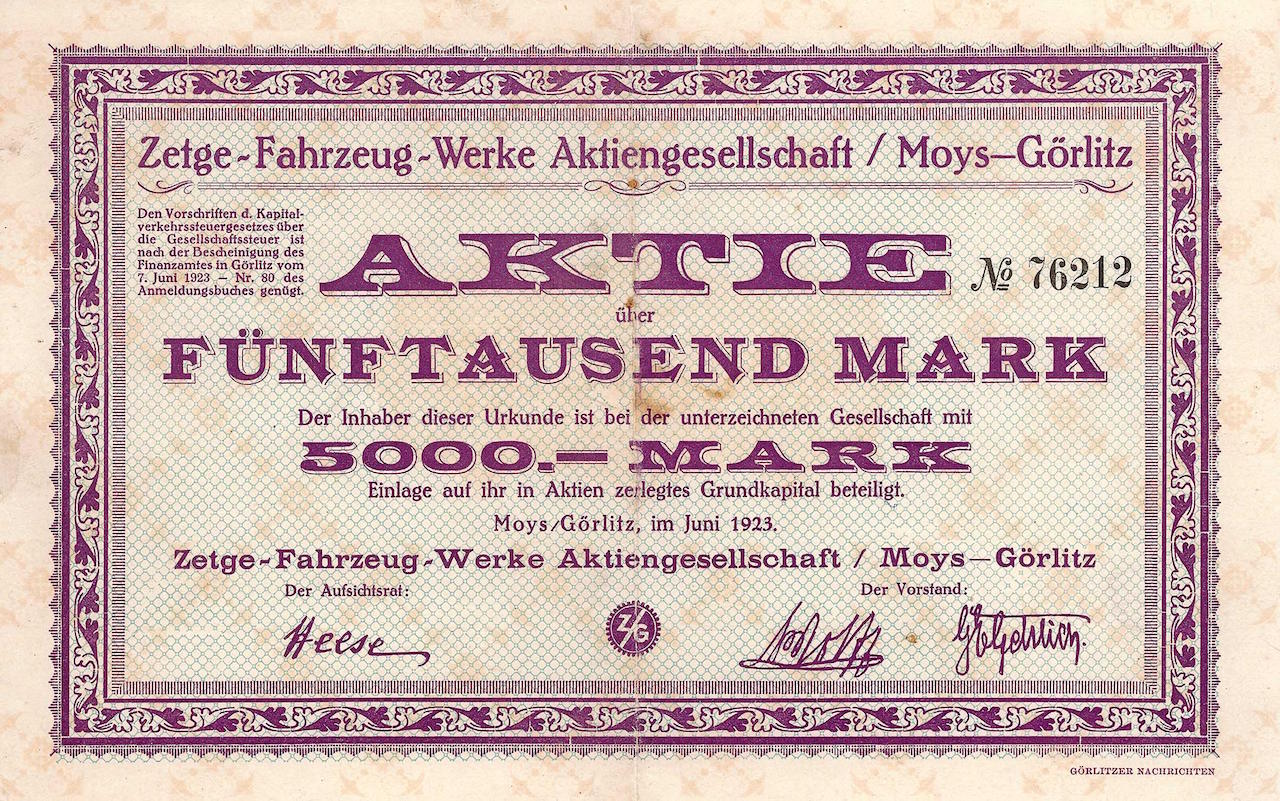 Zetge-Fahrzeug-Werke Aktiengesellschaft / Moys—Görlitz
Den Vorschriften d. Kapital-
verkehrssteuergesetzes über
die Gesellschaftssteuer ist
nach der Bescheinigung des
Finanzamtes in Görlitz vom
7. Juni 1923 – Nr. 80 des
Anmeldungsbuches genügt.
AKTIE
№ 76212
über
FÜNFTAUSEND MARK
Der Inhaber dieser Urkunde ist bei der unterzeichneten Gesellschaft mit
5000.— MARK
Einlage auf ihr in Aktien zerlegtes Grundkapital beteiligt.
Moys/Görlitz, im Juni 1923.
Zetge-Fahrzeug-Werke Aktiengesellschaft / Moys—Görlitz
Der Aufsichtsrat:
Der Vorstand:
Heese
Z/G
GÖRLITZER NACHRICHTEN